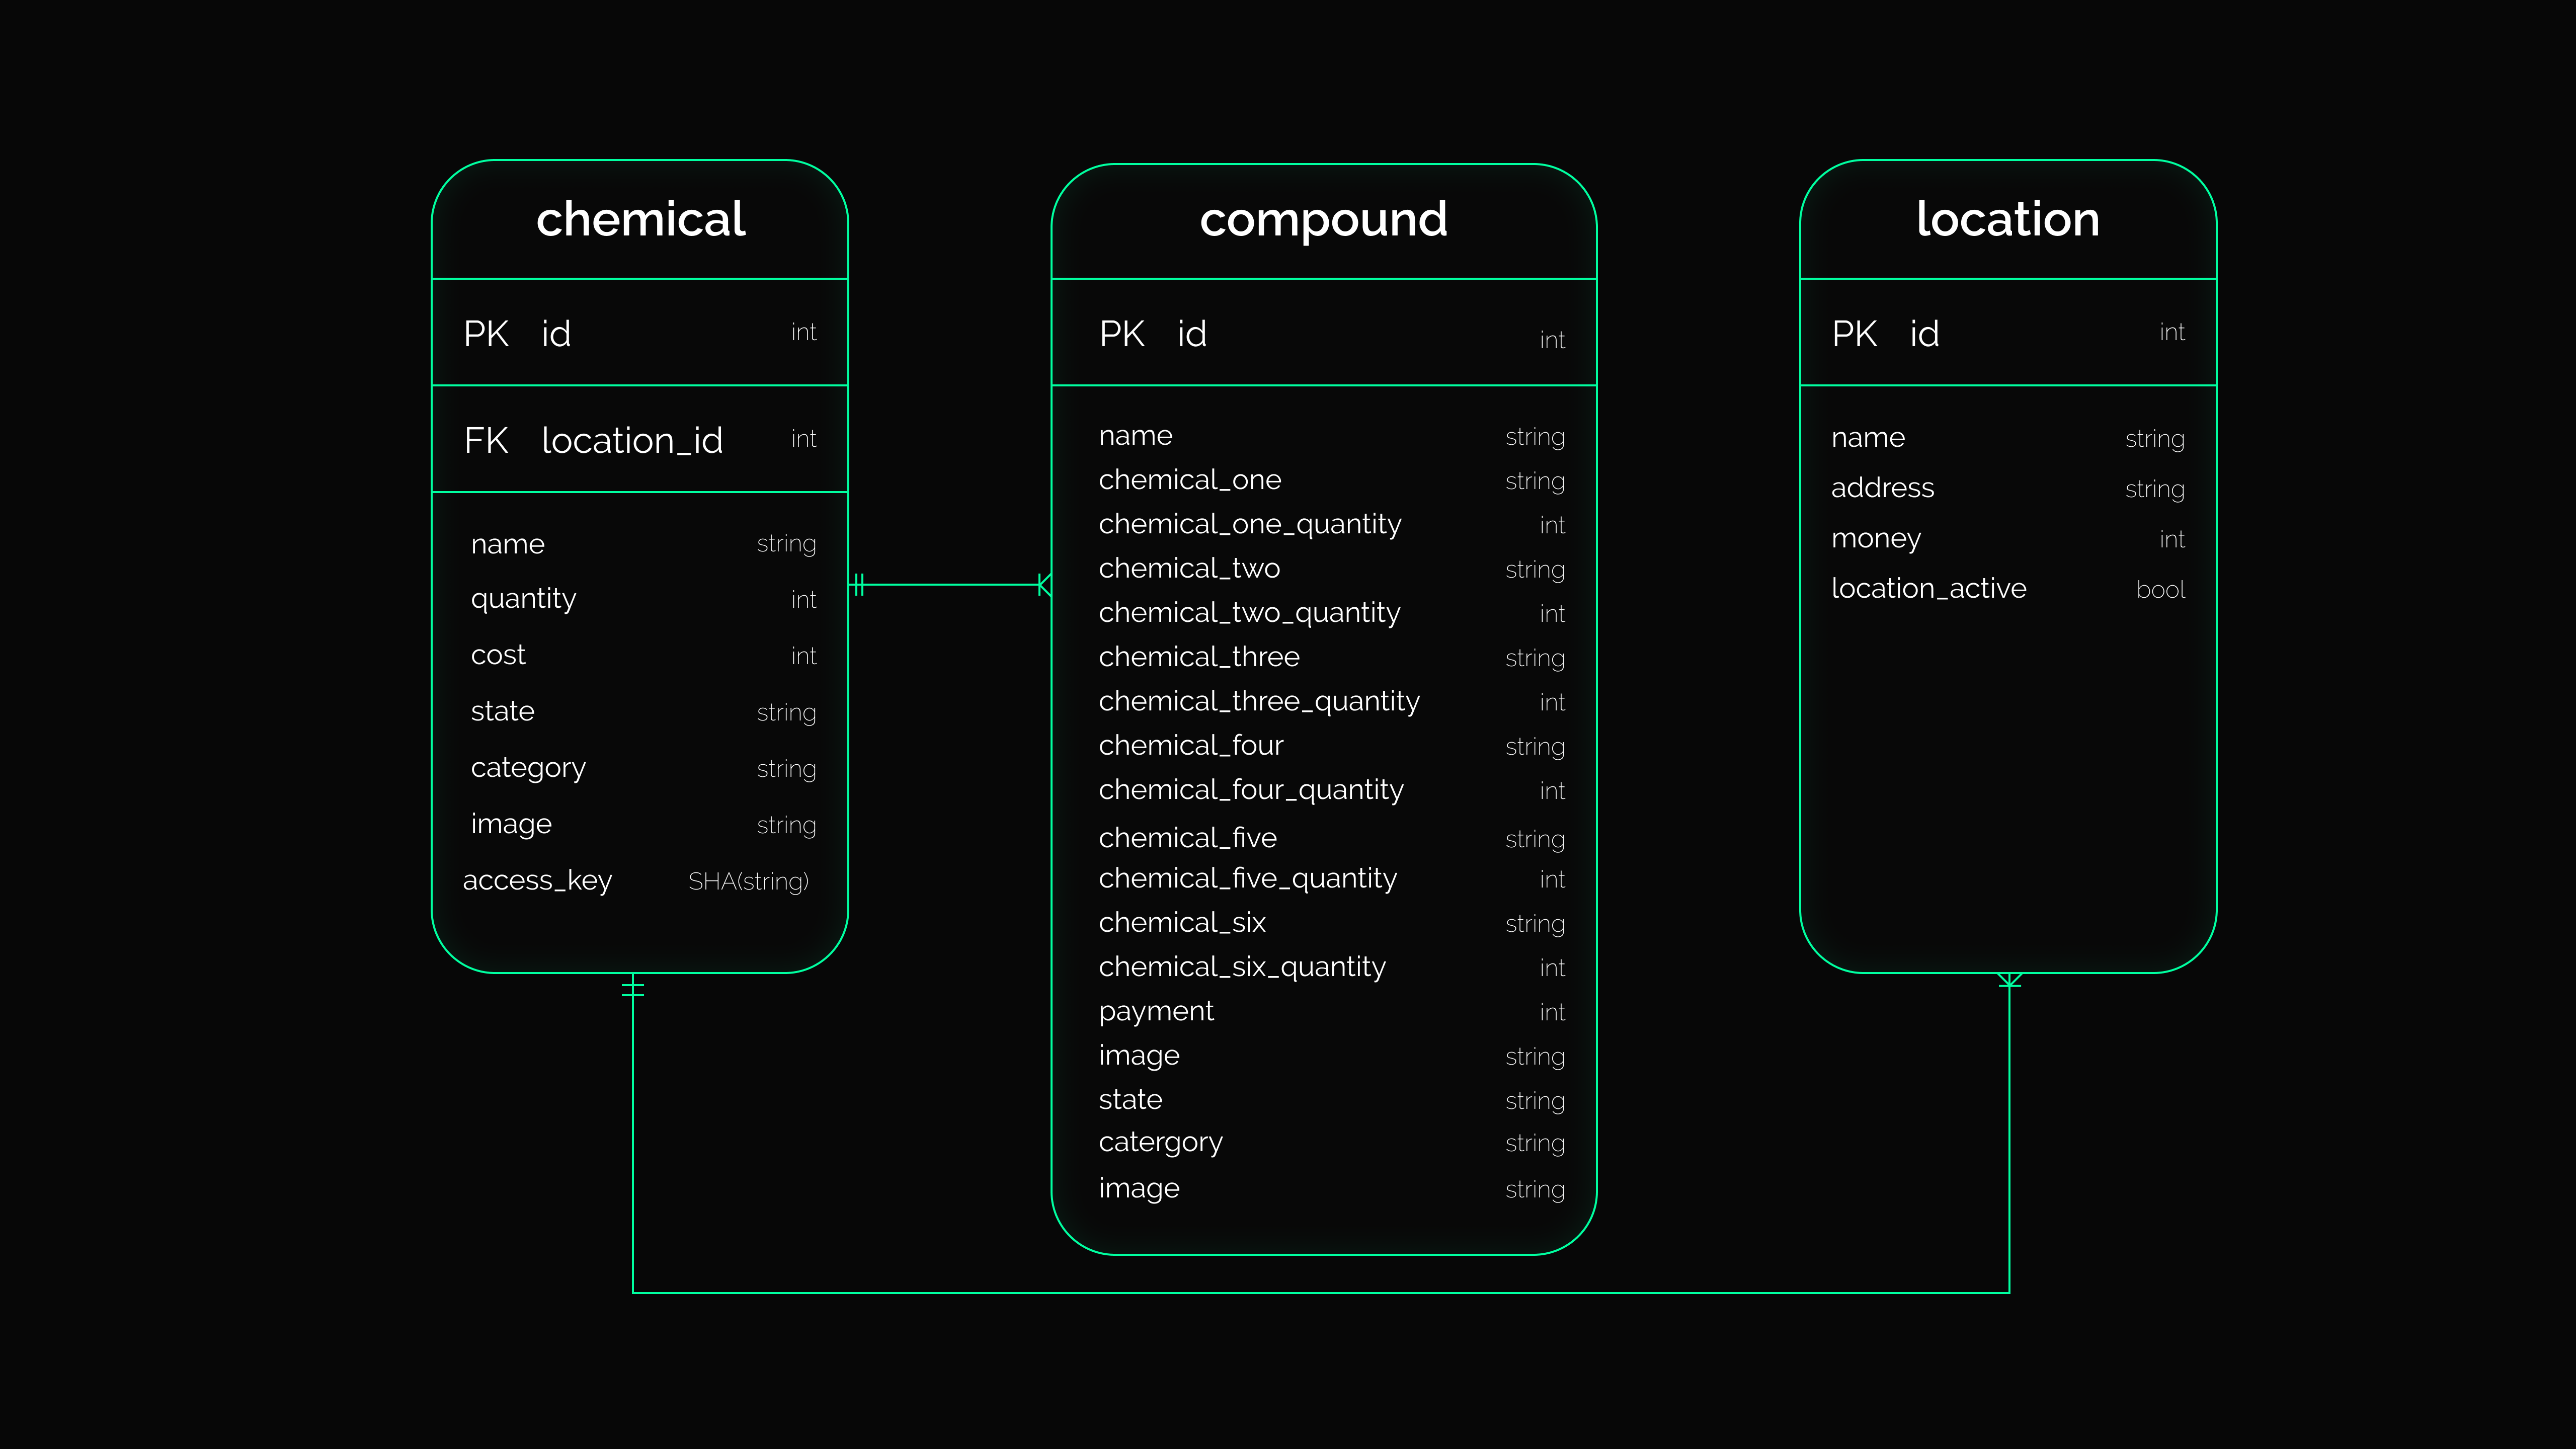 chemical
PK id int
FK location_id int
name string
quantity int
cost int
state string
category string
image string
access_key SHA(string)
compound
PK id int
name string
chemical_one string
chemical_one_quantity int
chemical_two string
chemical_two_quantity int
chemical_three string
chemical_three_quantity int
chemical_four string
chemical_four_quantity int
chemical_five string
chemical_five_quantity int
chemical_six string
chemical_six_quantity int
payment int
image string
state string
catergory string
image string
location
PK id int
name string
address string
money int
location_active bool